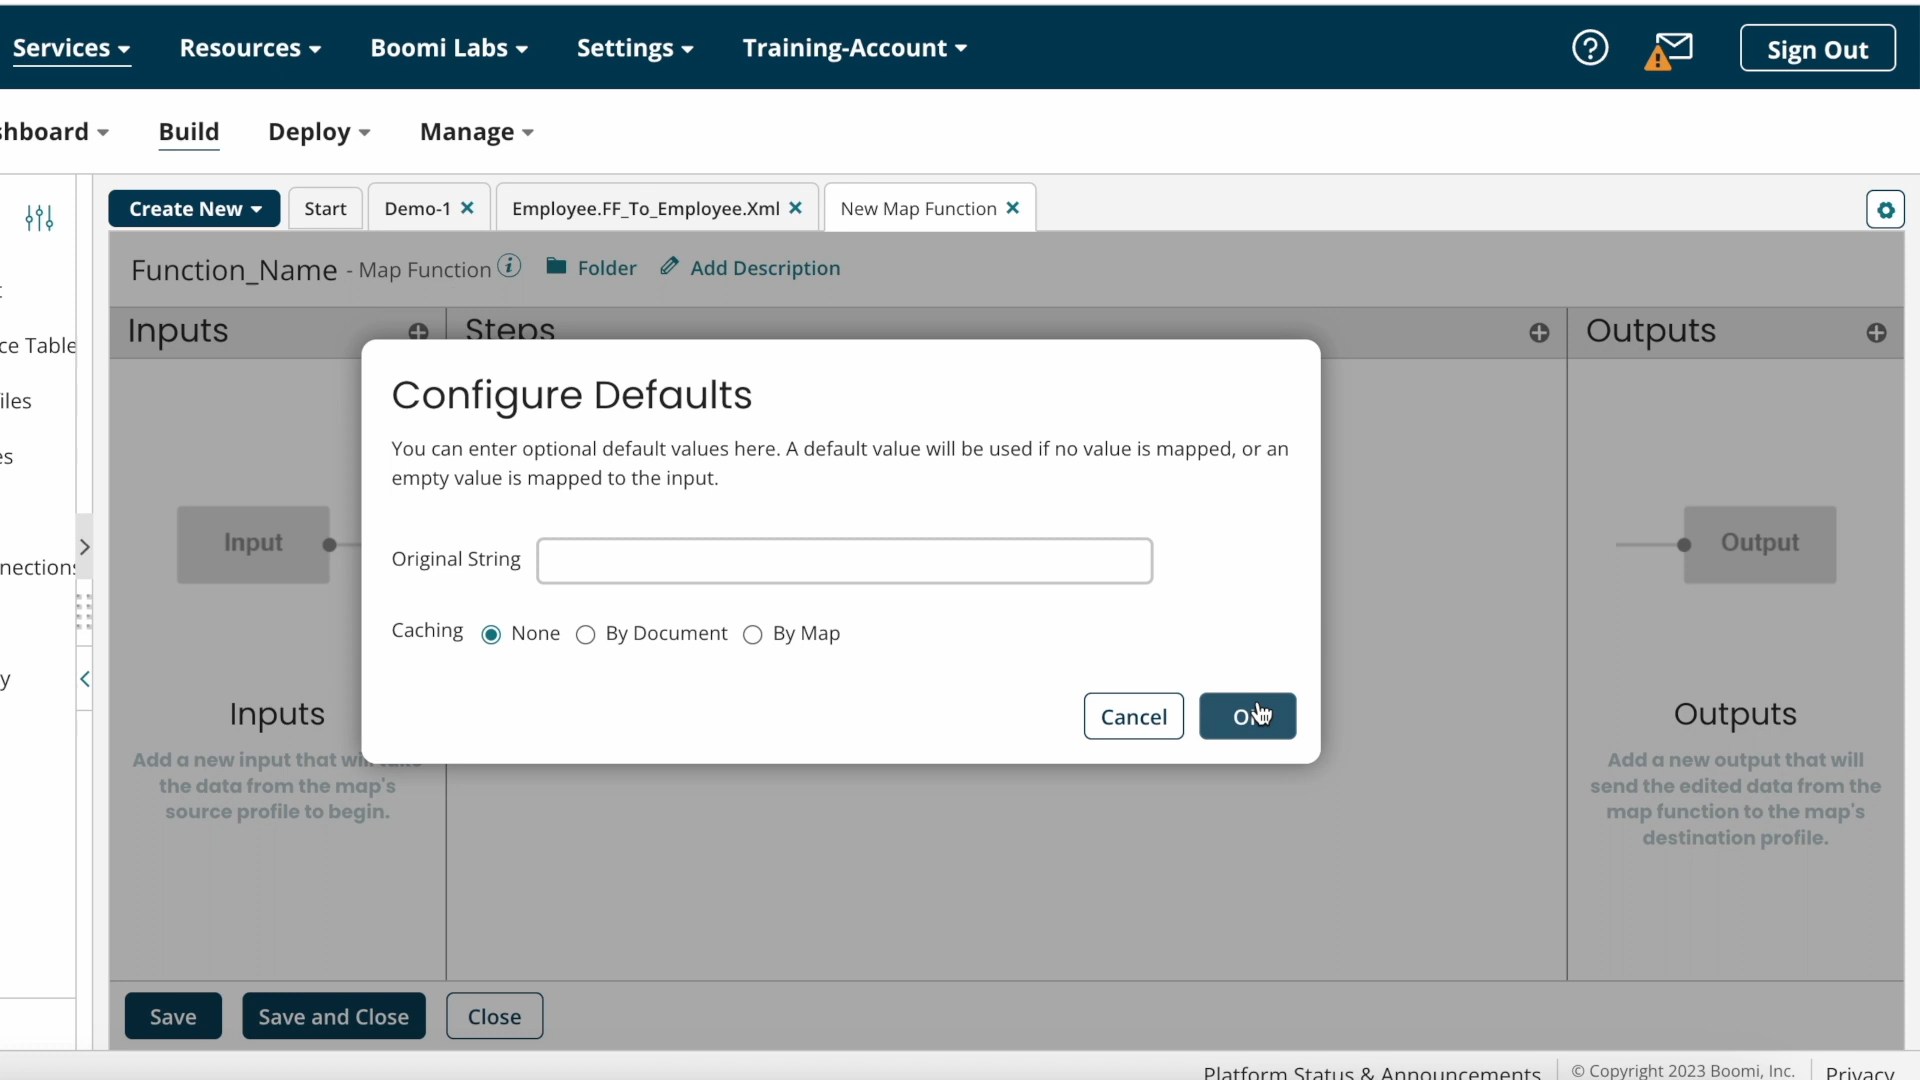 Services Resources Boomi Labs Settings Training-Account Sign Out
shboard Build Deploy Manage
Create New Start Demo-1 Employee.FF_To_Employee.Xml New Map Function
Function_Name - Map Function Folder Add Description
Inputs Steps Outputs
ce Table
iles
es
nections
y
Configure Defaults
You can enter optional default values here. A default value will be used if no value is mapped, or an
empty value is mapped to the input.
Original String
Caching None By Document By Map
Cancel
Input
Output
Inputs
Add a new input that will take
the data from the map's
source profile to begin.
Outputs
Add a new output that will
send the edited data from the
map function to the map's
destination profile.
Save Save and Close Close
Platform Status & Announcements © Copyright 2023 Boomi, Inc. Privacy